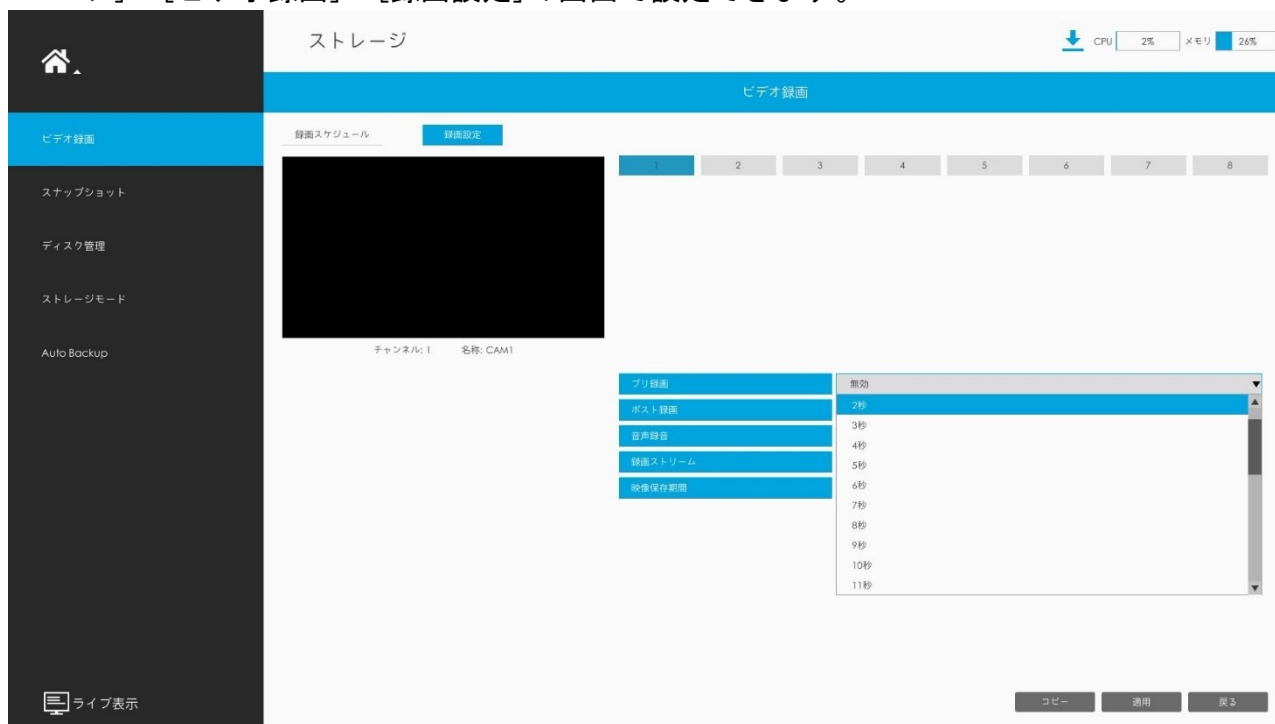 ストレージ
CPU 2% メモリ 26%
ビデオ録画
ビデオ録画
スナップショット
ディスク管理
ストレージモード
Auto Backup
ライブ表示
録画スケジュール 録画設定
1 2 3 4 5 6 7 8
チャンネル: 1 名称: CAM1
プリ録画 無効
ポスト録画
音声録音
録画ストリーム
映像保存期間
2秒
3秒
4秒
5秒
6秒
7秒
8秒
9秒
10秒
11秒
コピー 適用 戻る